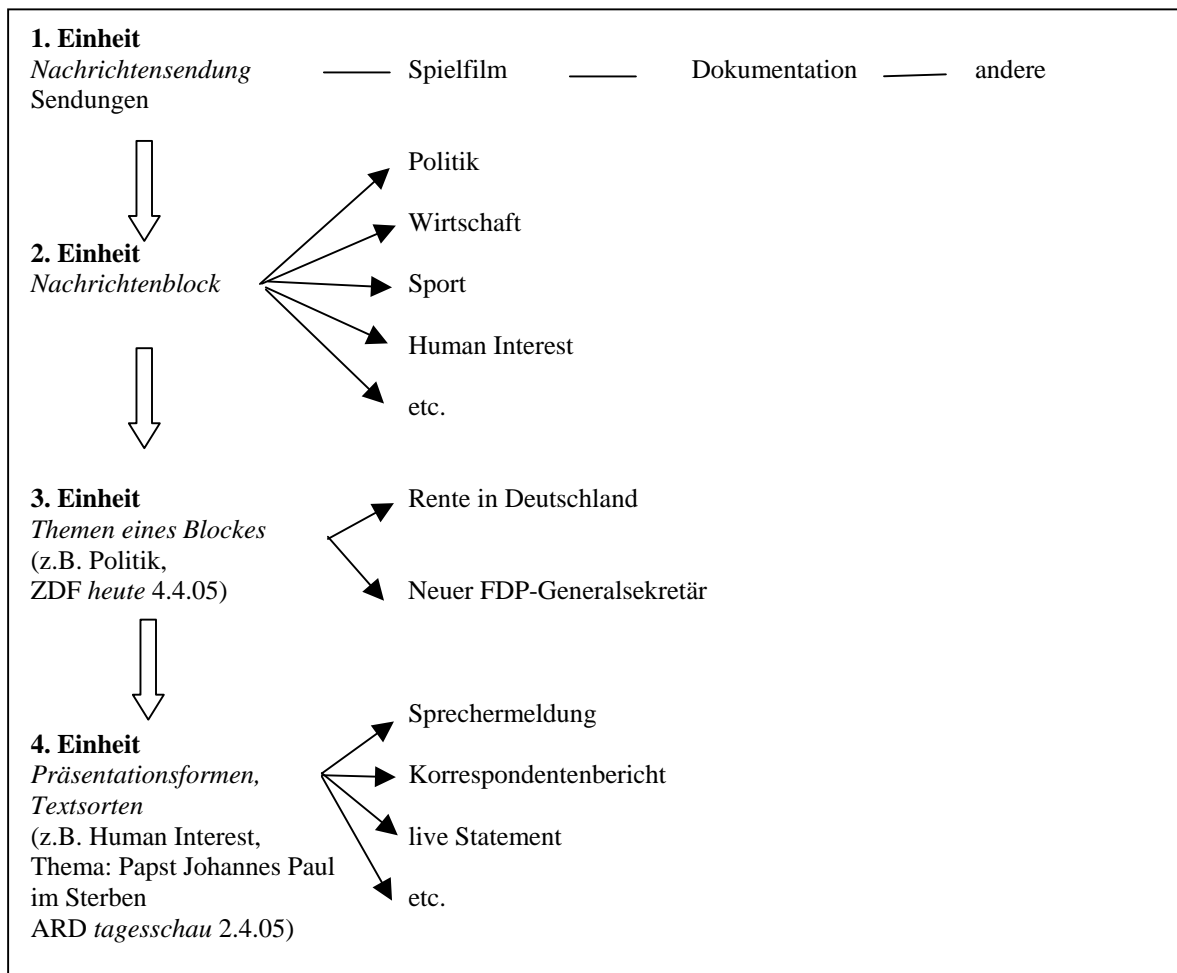 1. Einheit
Nachrichtensendung Spielfilm Dokumentation andere
Sendungen
Politik
Wirtschaft
2. Einheit
Nachrichtenblock
Sport
Human Interest
etc.
3. Einheit
Rente in Deutschland
Themen eines Blockes
(z.B. Politik,
ZDF heute 4.4.05)
Neuer FDP-Generalsekretär
Sprechermeldung
4. Einheit
Präsentationsformen,
Korrespondentenbericht
Textsorten
(z.B. Human Interest,
live Statement
Thema: Papst Johannes Paul
im Sterben
etc.
ARD tagesschau 2.4.05)